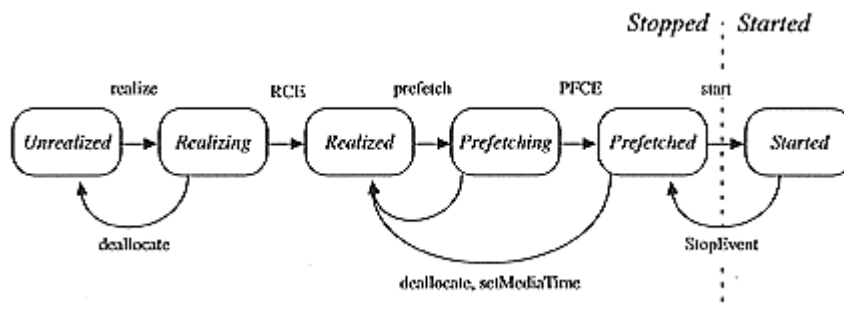 Stopped Started
realize RCE prefetch PFCE start
Unrealized Realizing Realized Prefetching Prefetched Started
deallocate StopEvent
deallocate, setMediaTime